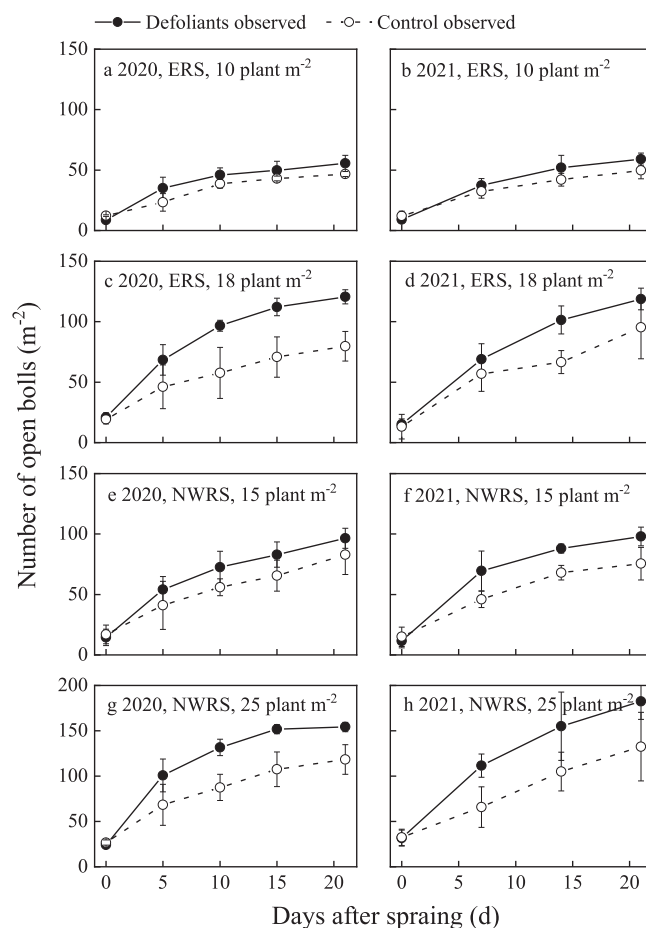 Defoliants observed Control observed
150
100
50
0
a 2020, ERS, 10 plant m⁻²
b 2021, ERS, 10 plant m⁻²
150
100
50
0
c 2020, ERS, 18 plant m⁻²
d 2021, ERS, 18 plant m⁻²
150
100
50
0
e 2020, NWRS, 15 plant m⁻²
f 2021, NWRS, 15 plant m⁻²
200
150
100
50
0
g 2020, NWRS, 25 plant m⁻²
h 2021, NWRS, 25 plant m⁻²
0 5 10 15 20 0 5 10 15 20
Number of open bolls (m⁻²)
Days after spraing (d)